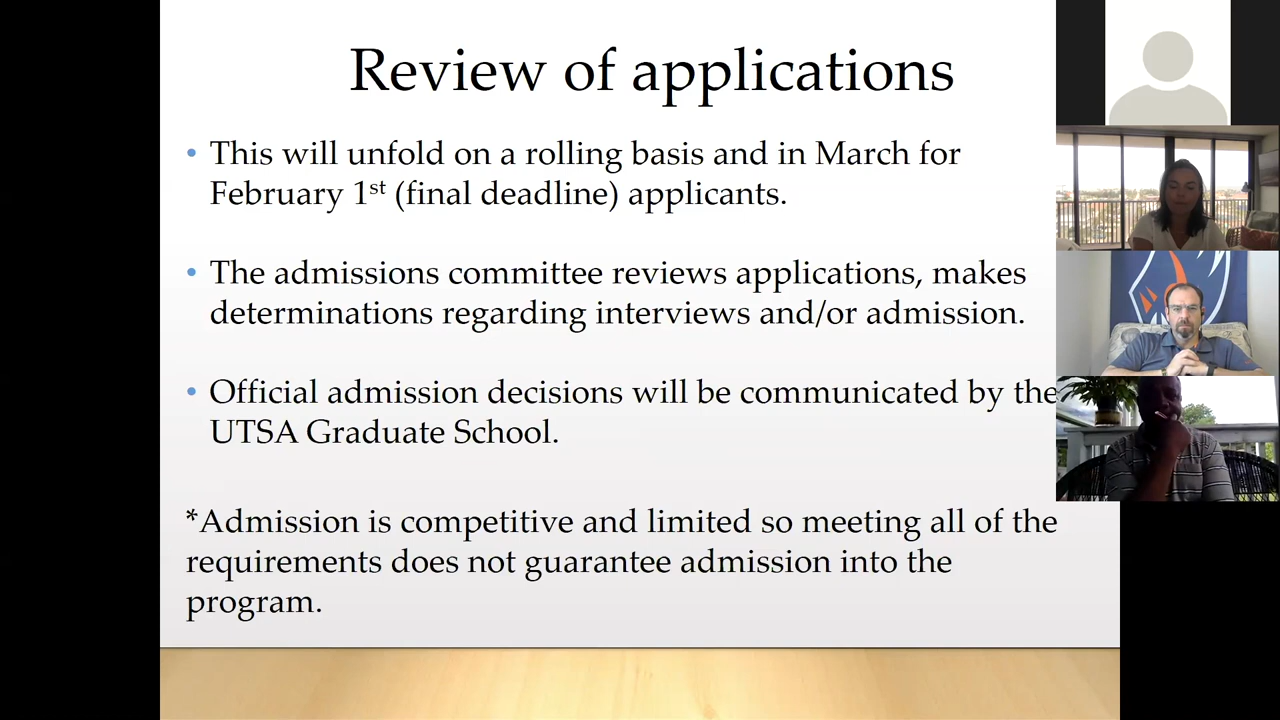 Review of applications
• This will unfold on a rolling basis and in March for
February 1st (final deadline) applicants.
• The admissions committee reviews applications, makes
determinations regarding interviews and/or admission.
• Official admission decisions will be communicated by the
UTSA Graduate School.
*Admission is competitive and limited so meeting all of the
requirements does not guarantee admission into the
program.